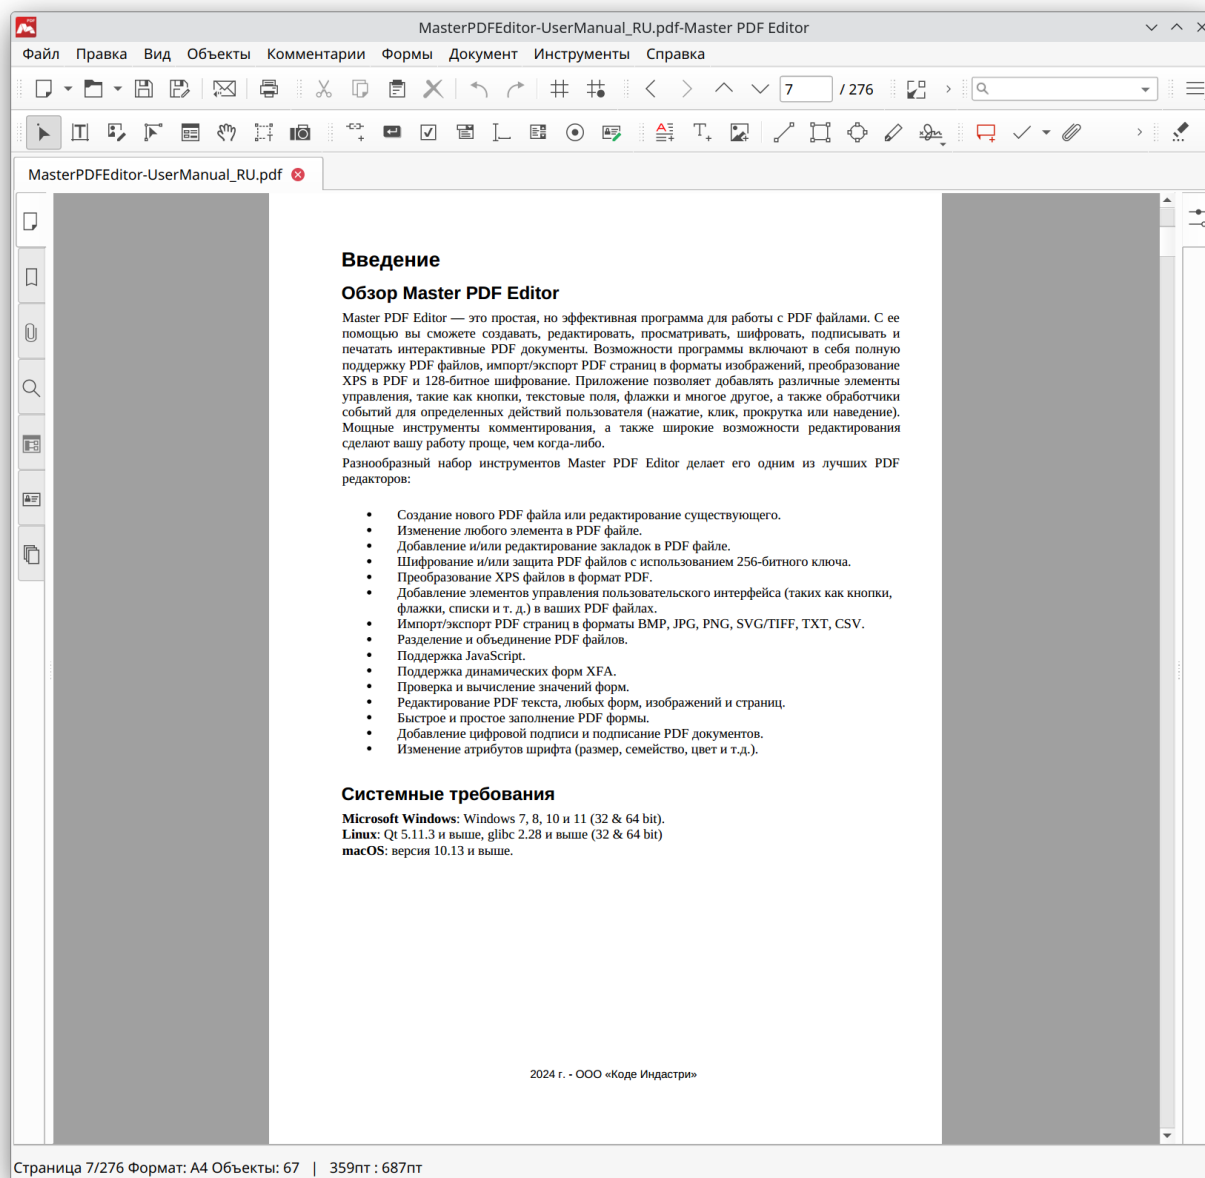 MasterPDFEditor-UserManual_RU.pdf-Master PDF Editor
Файл Правка Вид Объекты Комментарии Формы Документ Инструменты Справка
7 / 276
MasterPDFEditor-UserManual_RU.pdf
Введение
Обзор Master PDF Editor
Master PDF Editor — это простая, но эффективная программа для работы с PDF файлами. С ее
помощью вы сможете создавать, редактировать, просматривать, шифровать, подписывать и
печатать интерактивные PDF документы. Возможности программы включают в себя полную
поддержку PDF файлов, импорт/экспорт PDF страниц в форматы изображений, преобразование
XPS в PDF и 128-битное шифрование. Приложение позволяет добавлять различные элементы
управления, такие как кнопки, текстовые поля, флажки и многое другое, а также обработчики
событий для определенных действий пользователя (нажатие, клик, прокрутка или наведение).
Мощные инструменты комментирования, а также широкие возможности редактирования
сделают вашу работу проще, чем когда-либо.
Разнообразный набор инструментов Master PDF Editor делает его одним из лучших PDF
редакторов:
• Создание нового PDF файла или редактирование существующего.
• Изменение любого элемента в PDF файле.
• Добавление и/или редактирование закладок в PDF файле.
• Шифрование и/или защита PDF файлов с использованием 256-битного ключа.
• Преобразование XPS файлов в формат PDF.
• Добавление элементов управления пользовательского интерфейса (таких как кнопки,
флажки, списки и т. д.) в ваших PDF файлах.
• Импорт/экспорт PDF страниц в форматы BMP, JPG, PNG, SVG/TIFF, TXT, CSV.
• Разделение и объединение PDF файлов.
• Поддержка JavaScript.
• Поддержка динамических форм XFA.
• Проверка и вычисление значений форм.
• Редактирование PDF текста, любых форм, изображений и страниц.
• Быстрое и простое заполнение PDF формы.
• Добавление цифровой подписи и подписание PDF документов.
• Изменение атрибутов шрифта (размер, семейство, цвет и т.д.).
Системные требования
Microsoft Windows: Windows 7, 8, 10 и 11 (32 & 64 bit).
Linux: Qt 5.11.3 и выше, glibc 2.28 и выше (32 & 64 bit)
macOS: версия 10.13 и выше.
2024 г. - ООО «Коде Индастри»
Страница 7/276 Формат: A4 Объекты: 67 | 359пт : 687пт